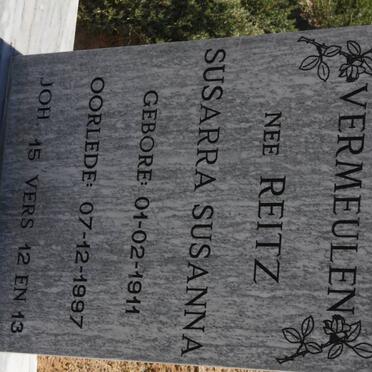 VERMEULEN
NEE REITZ
SUSARRA SUSANNA
GEBORE: 01-02-1911
OORLEDE: 07-12-1997
JOH 15 VERS 12 EN 13